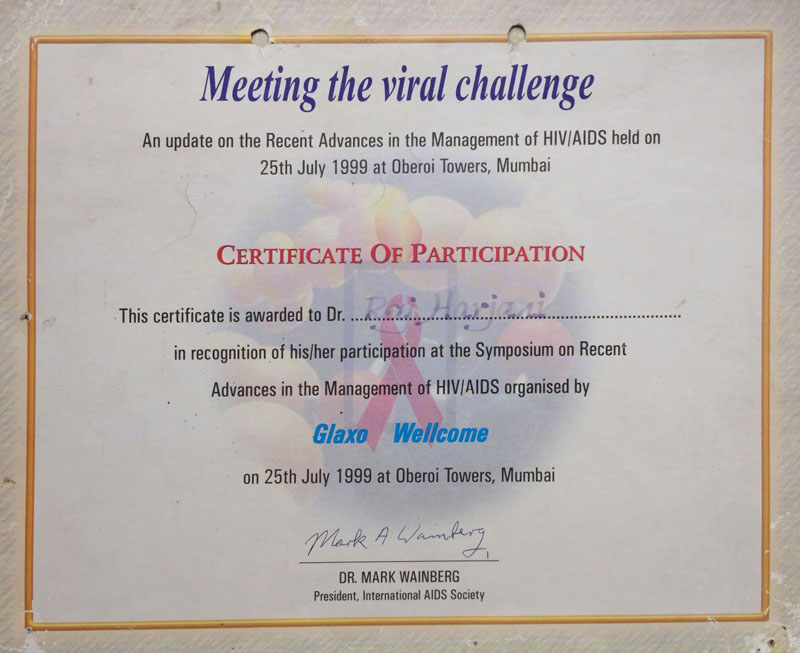 Meeting the viral challenge
An update on the Recent Advances in the Management of HIV/AIDS held on
25th July 1999 at Oberoi Towers, Mumbai
CERTIFICATE OF PARTICIPATION
This certificate is awarded to Dr. Raj Harjani
in recognition of his/her participation at the Symposium on Recent
Advances in the Management of HIV/AIDS organised by
Glaxo Wellcome
on 25th July 1999 at Oberoi Towers, Mumbai
Mark A Wainberg
DR. MARK WAINBERG
President, International AIDS Society